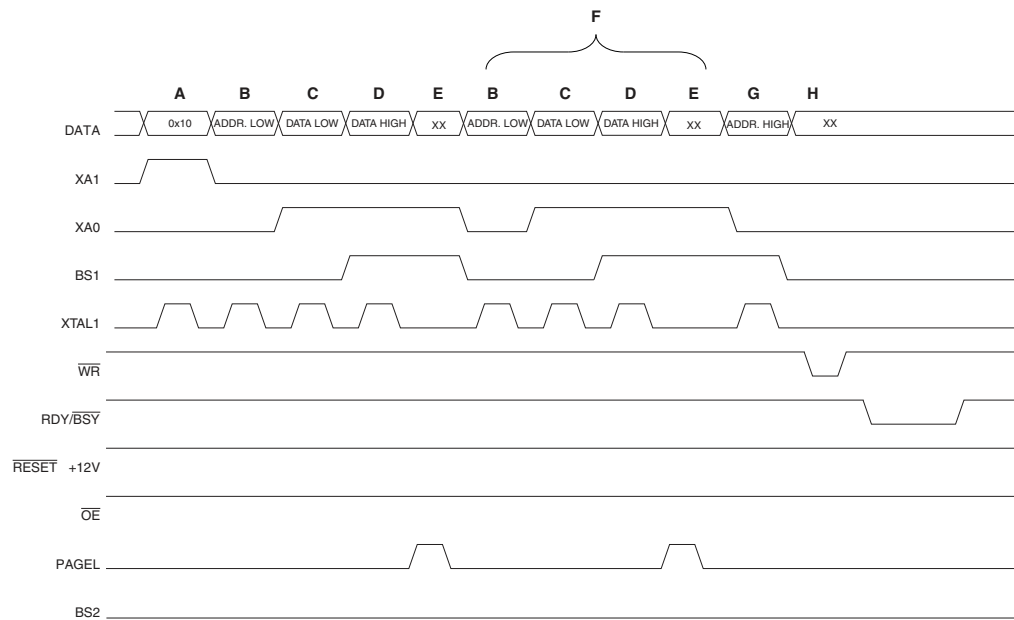 F
A B C D E B C D E G H
DATA 0x10 ADDR. LOW DATA LOW DATA HIGH XX ADDR. LOW DATA LOW DATA HIGH XX ADDR. HIGH XX
XA1
XA0
BS1
XTAL1
WR
RDY/BSY
RESET +12V
OE
PAGEL
BS2